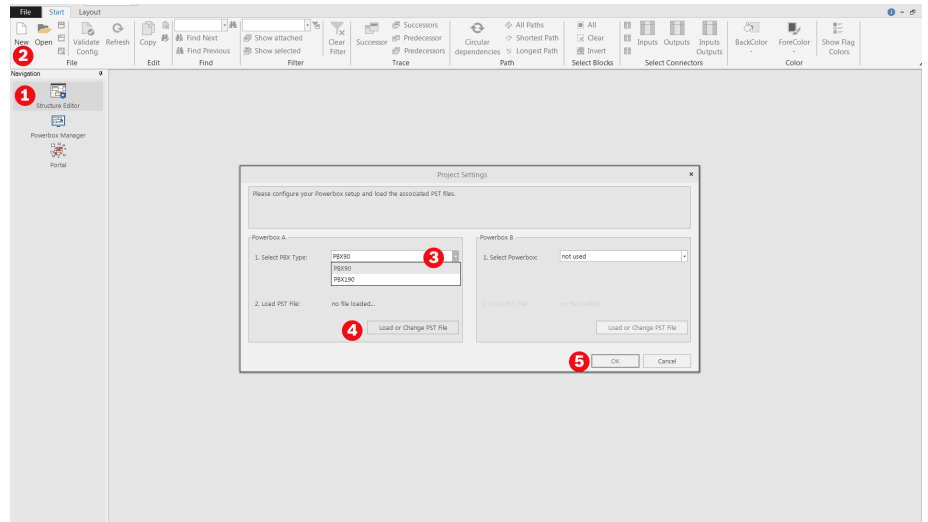 File Start Layout
New Open Validate Config Refresh Copy Find Next Find Previous Show attached Show selected Clear Filter Successor Successors Predecessor Predecessors Circular dependencies All Paths Shortest Path Longest Path All Clear Invert Inputs Outputs Inputs Outputs BackColor ForeColor Show Flag Colors
2
File Edit Find Filter Trace Path Select Blocks Select Connectors Color
Navigation
1
Structure Editor
Powerbox Manager
Portal
Project Settings
Please configure your Powerbox setup and load the associated PST files.
Powerbox A Powerbox B
1. Select PBX Type: PBX90 3 1. Select Powerbox: not used
PBX90
PBX190
2. Load PST File: no file loaded... 2. Load PST File: no file loaded...
4 Load or Change PST File Load or Change PST File
5 OK Cancel